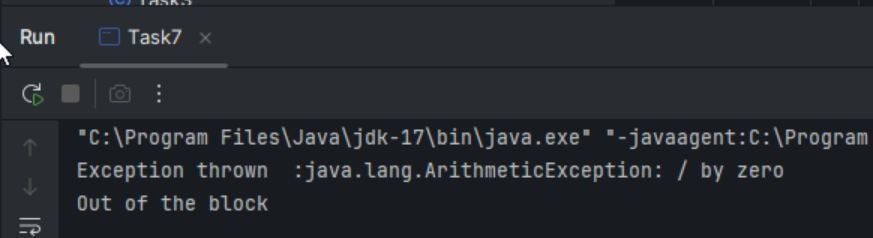 Task5
Run
Task7
"C:\Program Files\Java\jdk-17\bin\java.exe" "-javaagent:C:\Program
Exception thrown  :java.lang.ArithmeticException: / by zero
Out of the block